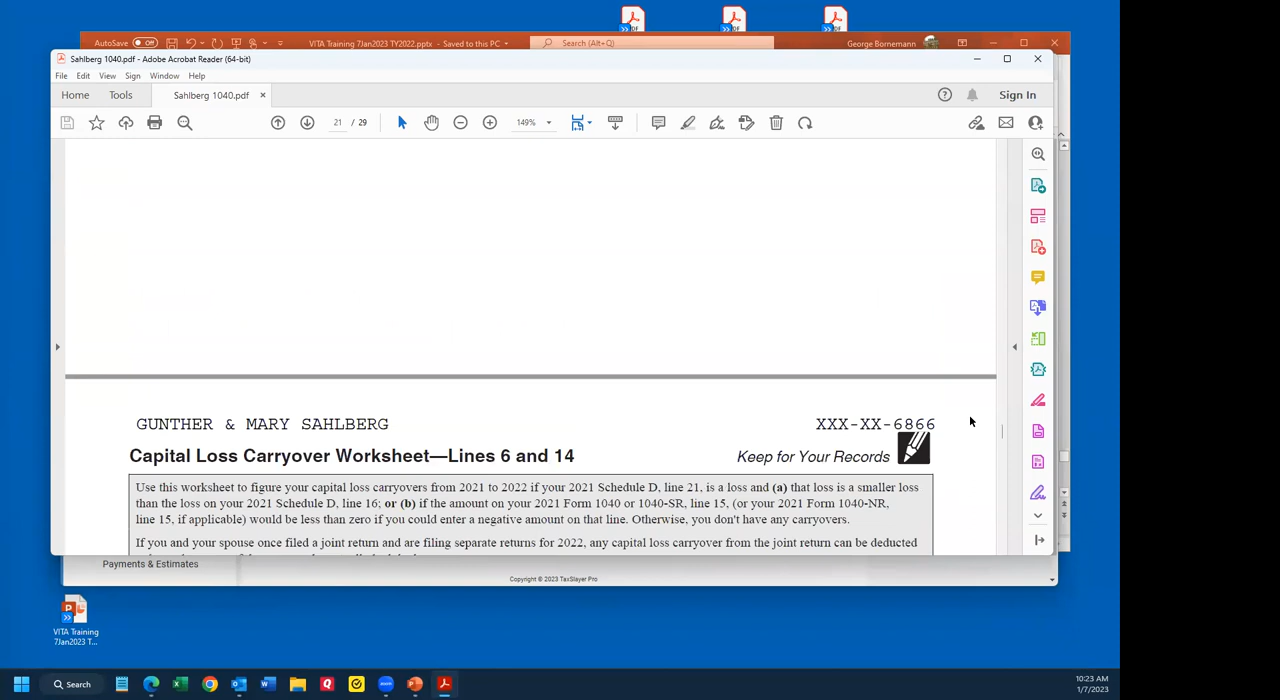 AutoSave
Off
VITA Training 7Jan2023 TY2022.pptx - Saved to this PC
Search (Alt+Q)
George Bornemann
Sahlberg 1040.pdf - Adobe Acrobat Reader (64-bit)
File Edit View Sign Window Help
Home Tools Sahlberg 1040.pdf × Sign In
21 / 29 149%
GUNTHER & MARY SAHLBERG XXX-XX-6866
Capital Loss Carryover Worksheet—Lines 6 and 14 Keep for Your Records
Use this worksheet to figure your capital loss carryovers from 2021 to 2022 if your 2021 Schedule D, line 21, is a loss and (a) that loss is a smaller loss
than the loss on your 2021 Schedule D, line 16; or (b) if the amount on your 2021 Form 1040 or 1040-SR, line 15, (or your 2021 Form 1040-NR,
line 15, if applicable) would be less than zero if you could enter a negative amount on that line. Otherwise, you don't have any carryovers.
If you and your spouse once filed a joint return and are filing separate returns for 2022, any capital loss carryover from the joint return can be deducted
Payments & Estimates
Copyright © 2023 TaxSlayer Pro
VITA Training
7Jan2023 T...
Search
10:23 AM
1/7/2023